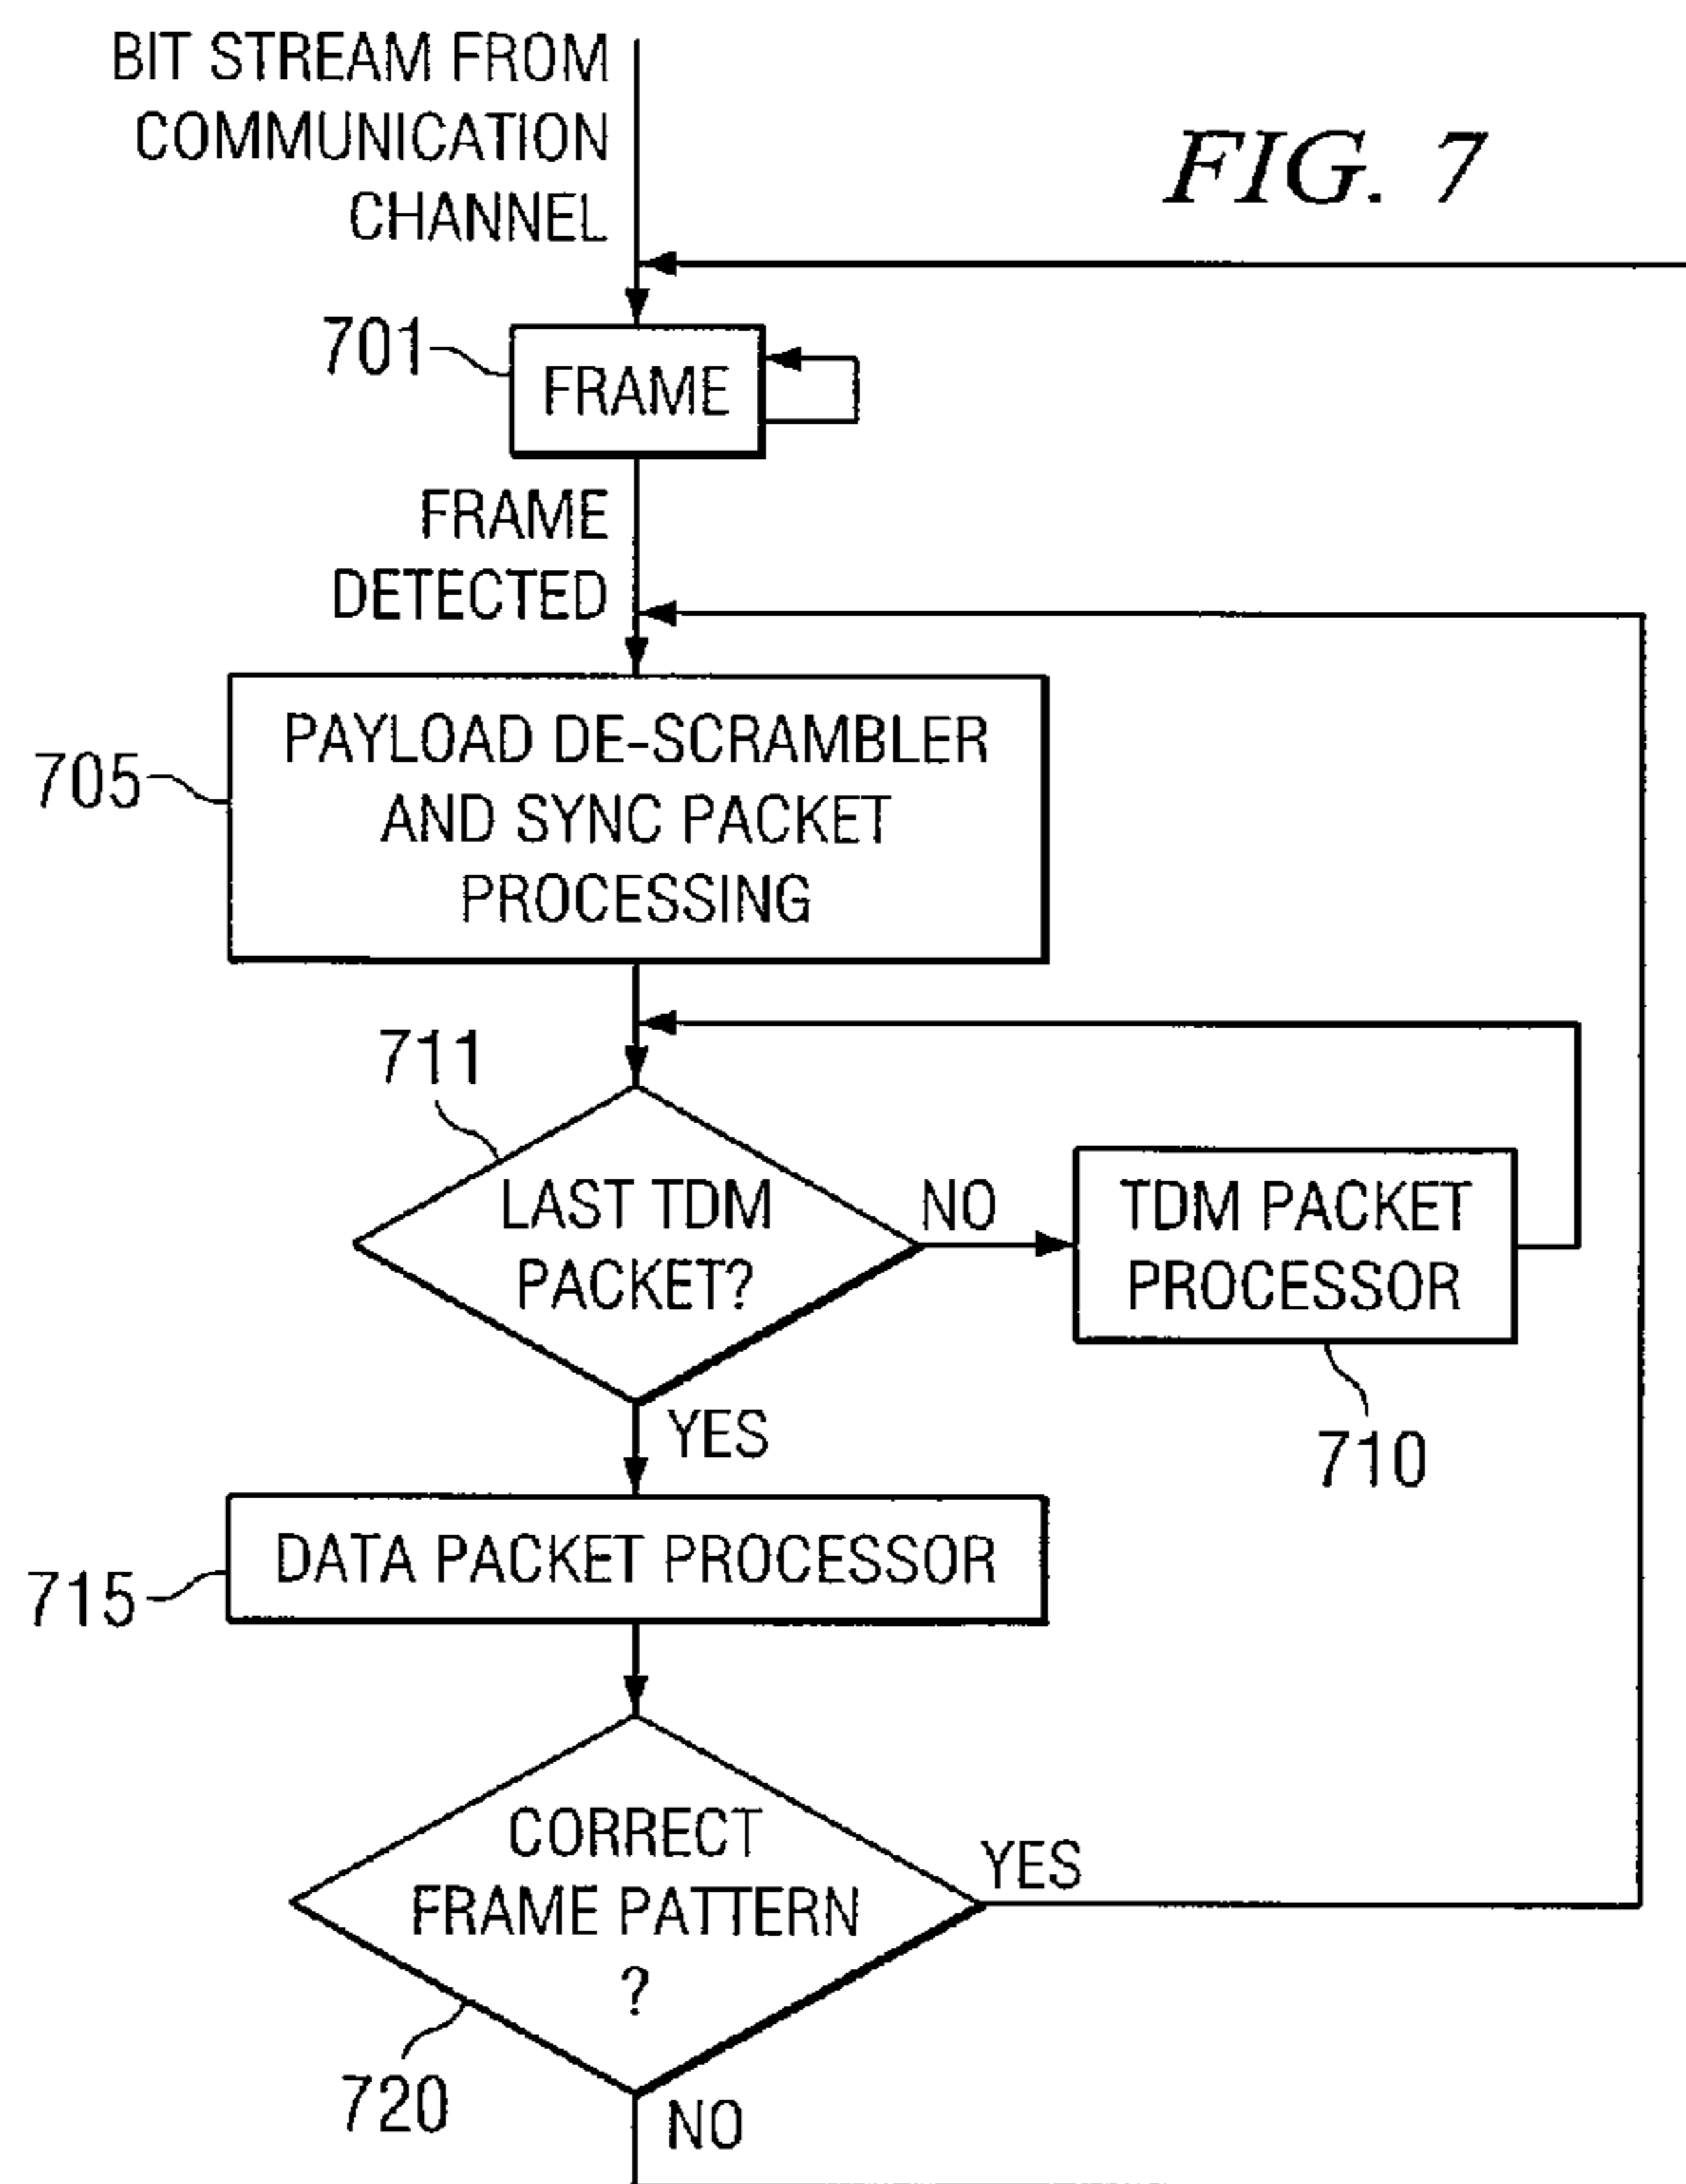 BIT STREAM FROM
COMMUNICATION
CHANNEL
FIG. 7
701
FRAME
FRAME
DETECTED
705
PAYLOAD DE-SCRAMBLER
AND SYNC PACKET
PROCESSING
711
LAST TDM
PACKET?
NO
TDM PACKET
PROCESSOR
710
YES
715
DATA PACKET PROCESSOR
CORRECT
FRAME PATTERN
?
YES
720
NO